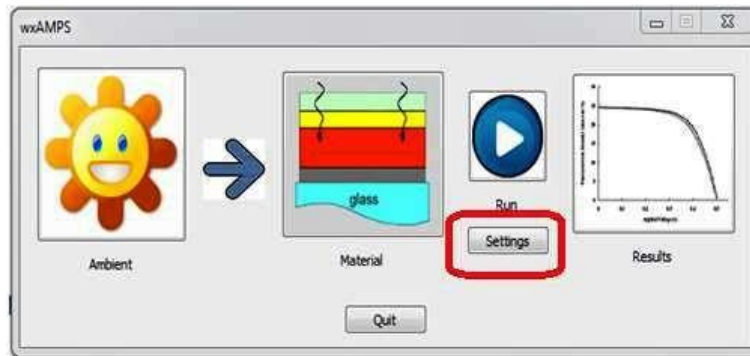 wxAMPS
glass
Run
Settings
Ambient
Material
Results
Quit